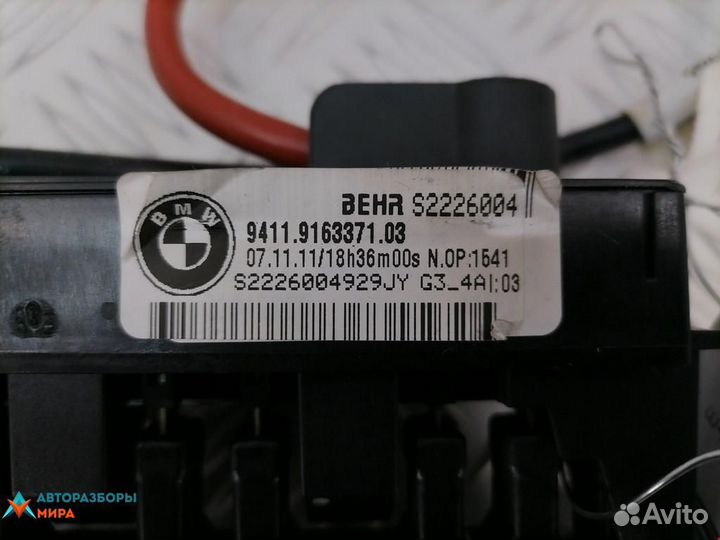 BMW
BEHR S2226004
9411.9163371.03
07.11.11/18h36m00s N.OP:1541
S2226004929JY G3_4A|:03
АВТОРАЗБОРЫ
МИРА
Avito